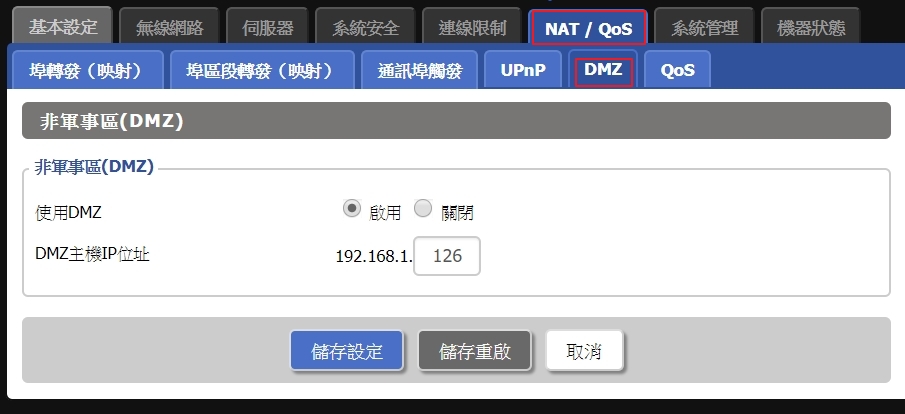 基本設定 無線網路 伺服器 系統安全 連線限制 NAT / QoS 系統管理 機器狀態
埠轉發（映射） 埠區段轉發（映射） 通訊埠觸發 UPnP DMZ QoS
非軍事區(DMZ)
非軍事區(DMZ)
使用DMZ 啟用 關閉
DMZ主機IP位址 192.168.1. 126
儲存設定 儲存重啟 取消